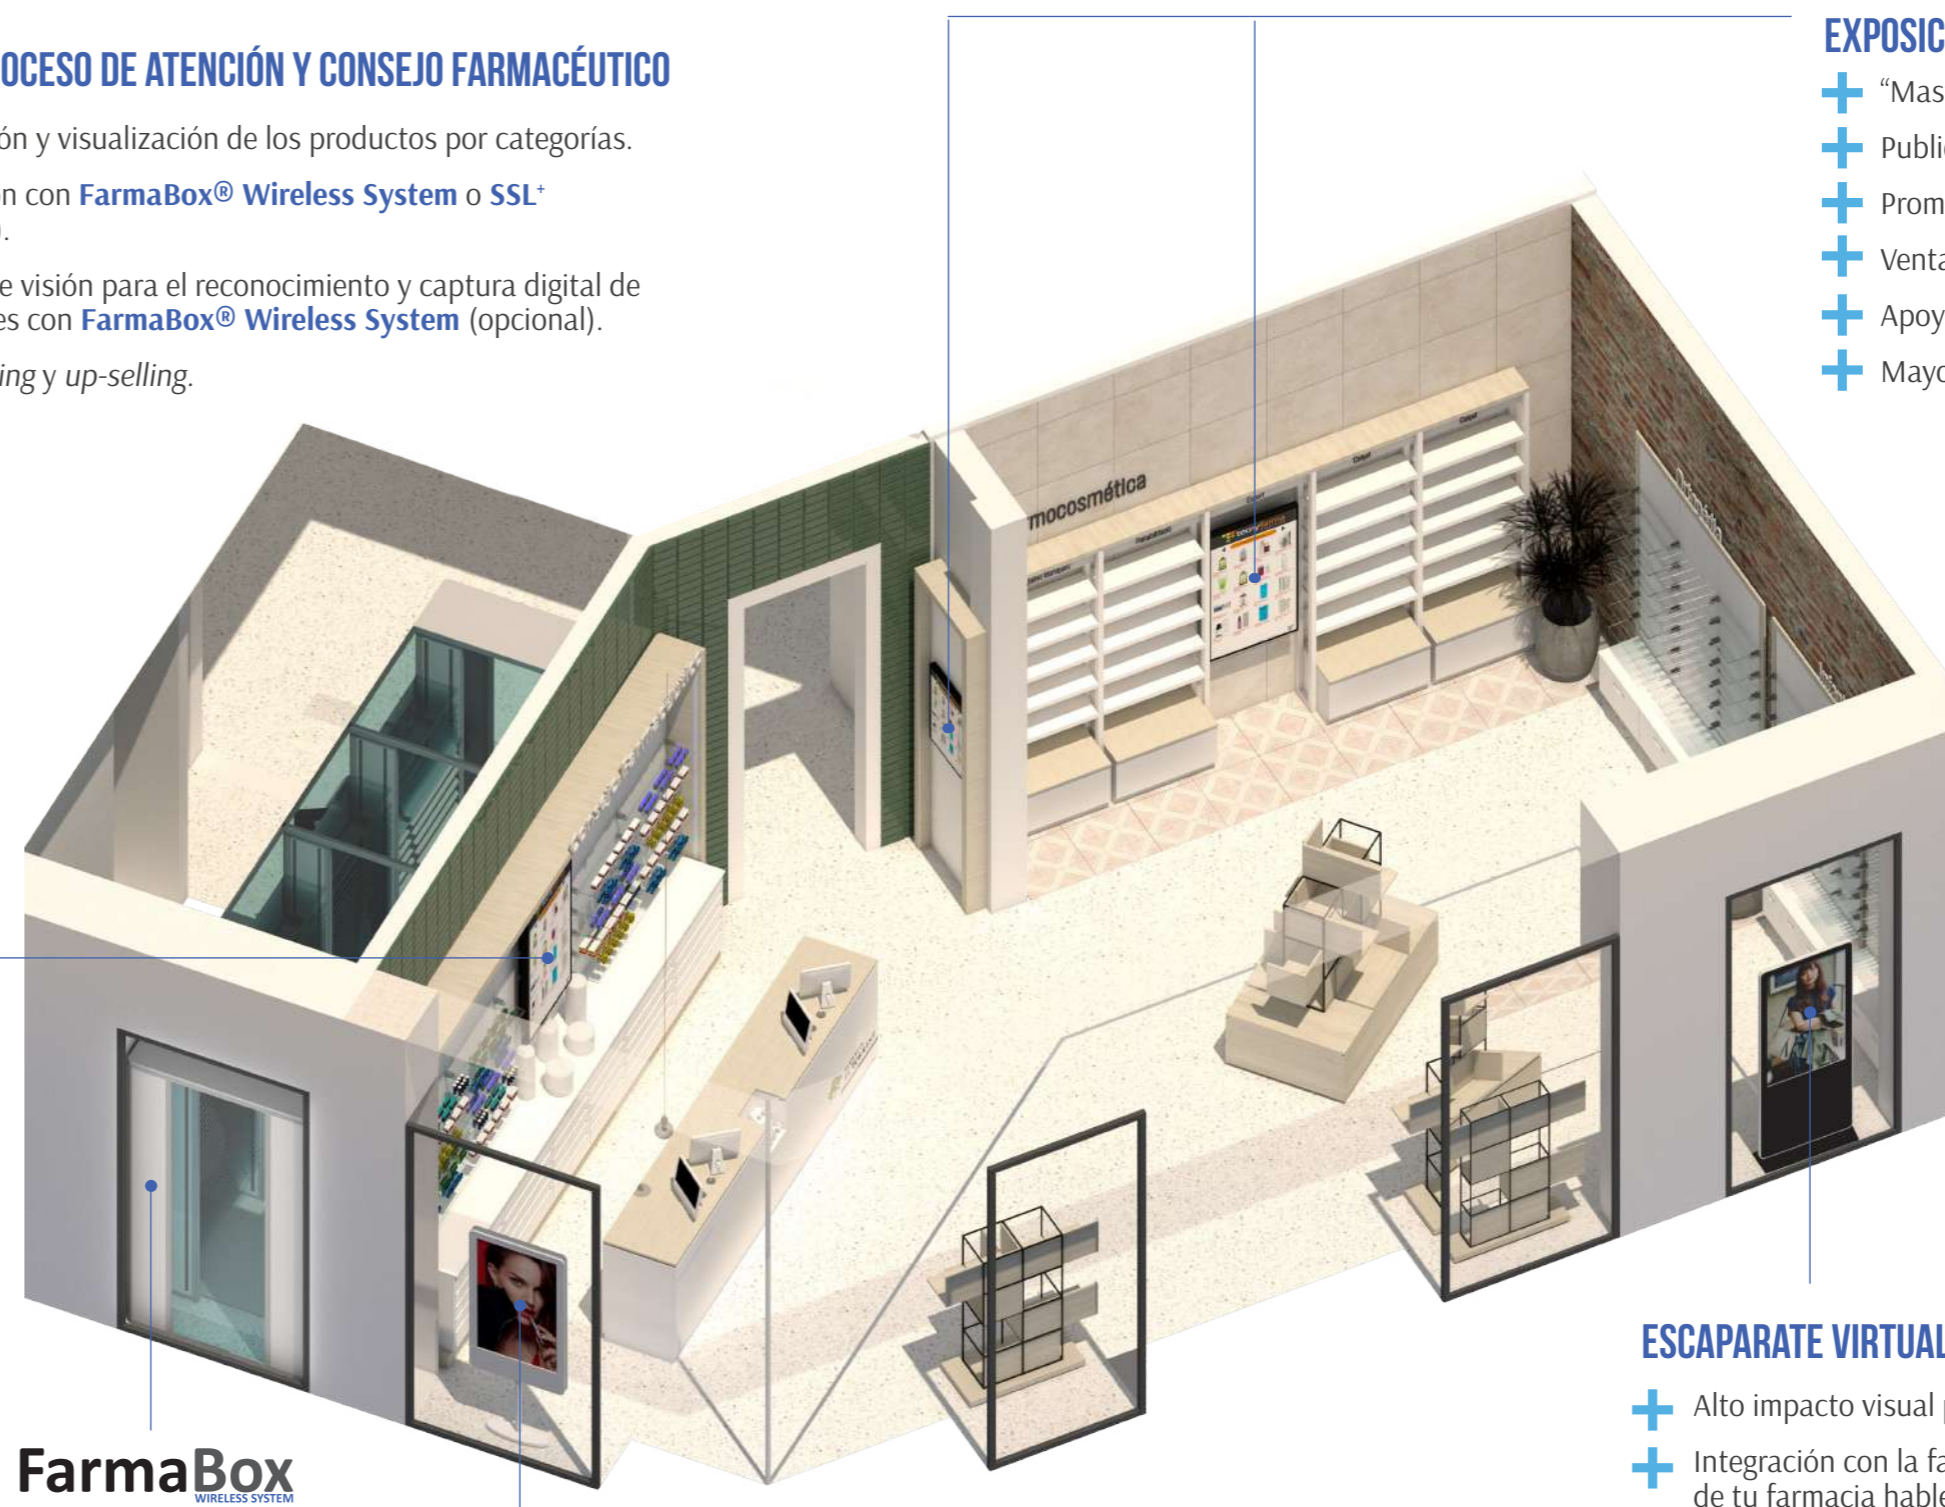 OCESO DE ATENCIÓN Y CONSEJO FARMACÉUTICO
ón y visualización de los productos por categorías.
ón con FarmaBox® Wireless System o SSL+
).
e visión para el reconocimiento y captura digital de
es con FarmaBox® Wireless System (opcional).
ing y up-selling.
EXPOSIC
“Mas
Public
Prom
Venta
Apoy
Mayo
mocosmética
FarmaBox
WIRELESS SYSTEM
ESCAPARATE VIRTUAL
Alto impacto visual p
Integración con la fa
de tu farmacia hable